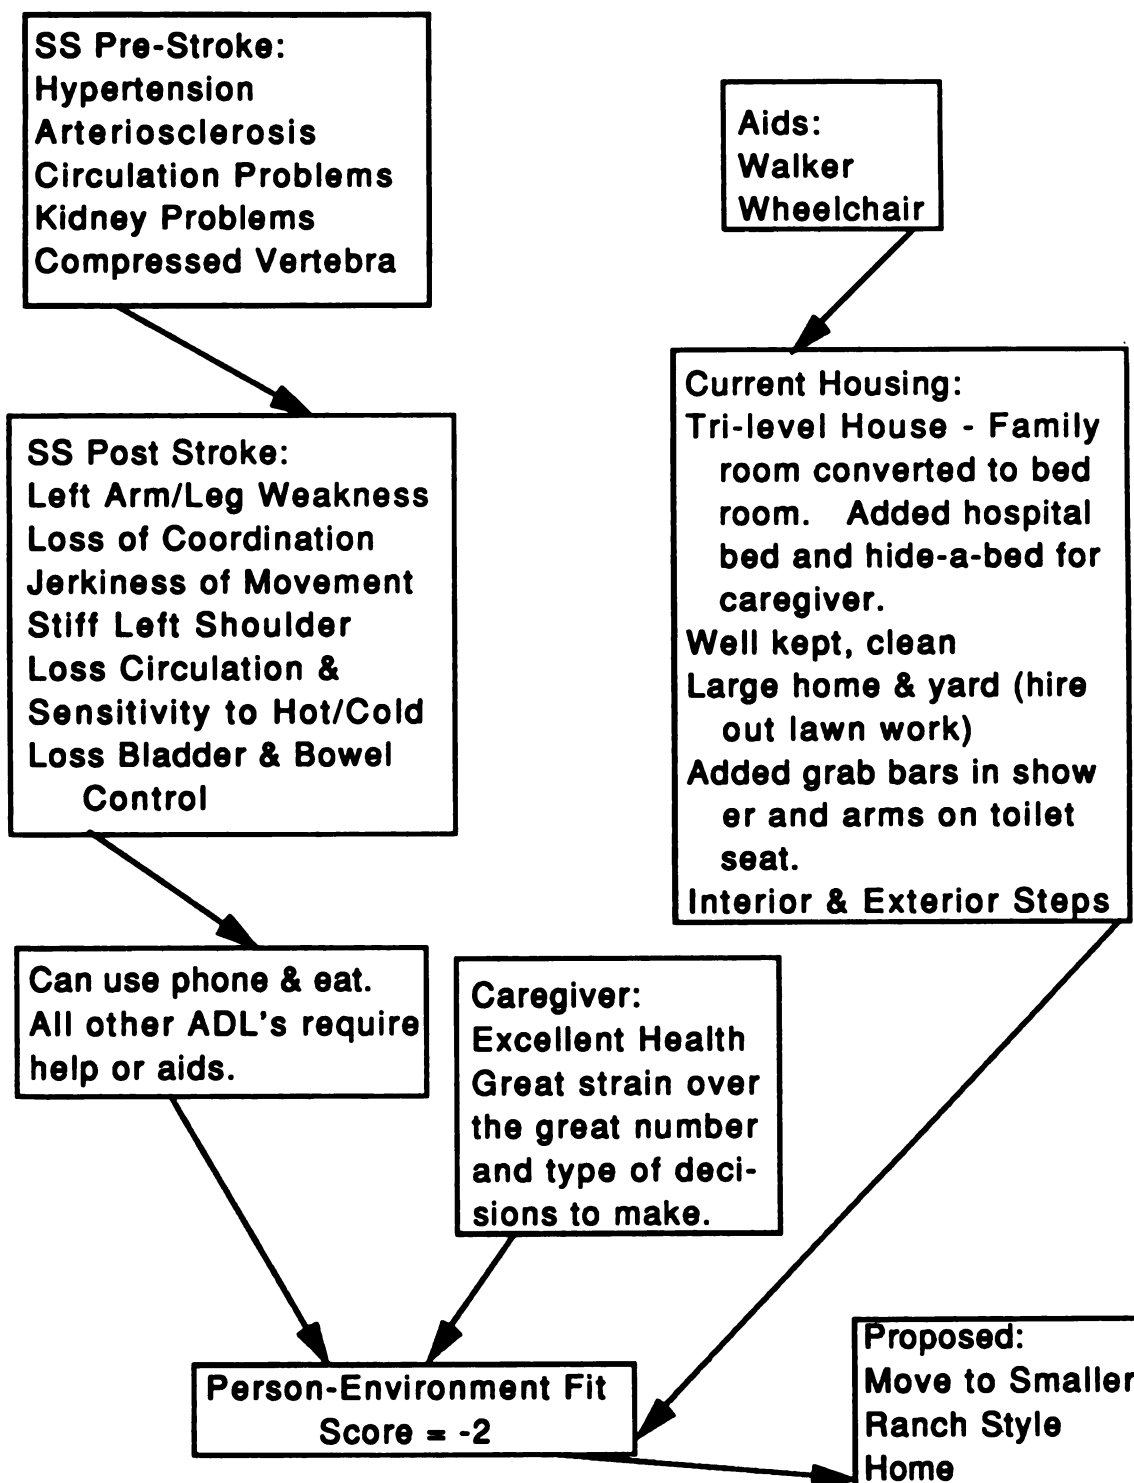 SS Pre-Stroke:
Hypertension
Arteriosclerosis
Circulation Problems
Kidney Problems
Compressed Vertebra
Aids:
Walker
Wheelchair
SS Post Stroke:
Left Arm/Leg Weakness
Loss of Coordination
Jerkiness of Movement
Stiff Left Shoulder
Loss Circulation &
Sensitivity to Hot/Cold
Loss Bladder & Bowel
Control
Current Housing:
Tri-level House - Family
room converted to bed
room. Added hospital
bed and hide-a-bed for
caregiver.
Well kept, clean
Large home & yard (hire
out lawn work)
Added grab bars in show
er and arms on toilet
seat.
Interior & Exterior Steps
Can use phone & eat.
All other ADL's require
help or aids.
Caregiver:
Excellent Health
Great strain over
the great number
and type of deci-
sions to make.
Person-Environment Fit
Score = -2
Proposed:
Move to Smaller
Ranch Style
Home